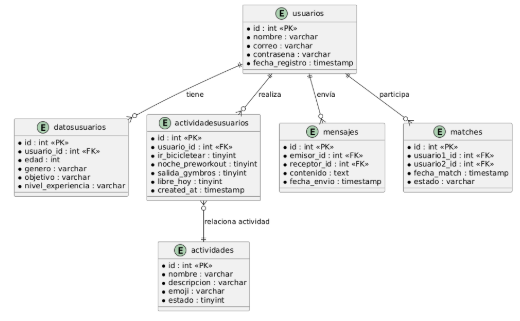 E usuarios
id : int «PK»
nombre : varchar
correo : varchar
contrasena : varchar
fecha_registro : timestamp
tiene
realiza
envía
participa
E datosusuarios
id : int «PK»
usuario_id : int «FK»
edad : int
genero : varchar
objetivo : varchar
nivel_experiencia : varchar
E actividadesusuarios
id : int «PK»
usuario_id : int «FK»
ir_bicicletear : tinyint
noche_preworkout : tinyint
salida_gymbros : tinyint
libre_hoy : tinyint
created_at : timestamp
E mensajes
id : int «PK»
emisor_id : int «FK»
receptor_id : int «FK»
contenido : text
fecha_envio : timestamp
E matches
id : int «PK»
usuario1_id : int «FK»
usuario2_id : int «FK»
fecha_match : timestamp
estado : varchar
relaciona actividad
E actividades
id : int «PK»
nombre : varchar
descripcion : varchar
emoji : varchar
estado : tinyint